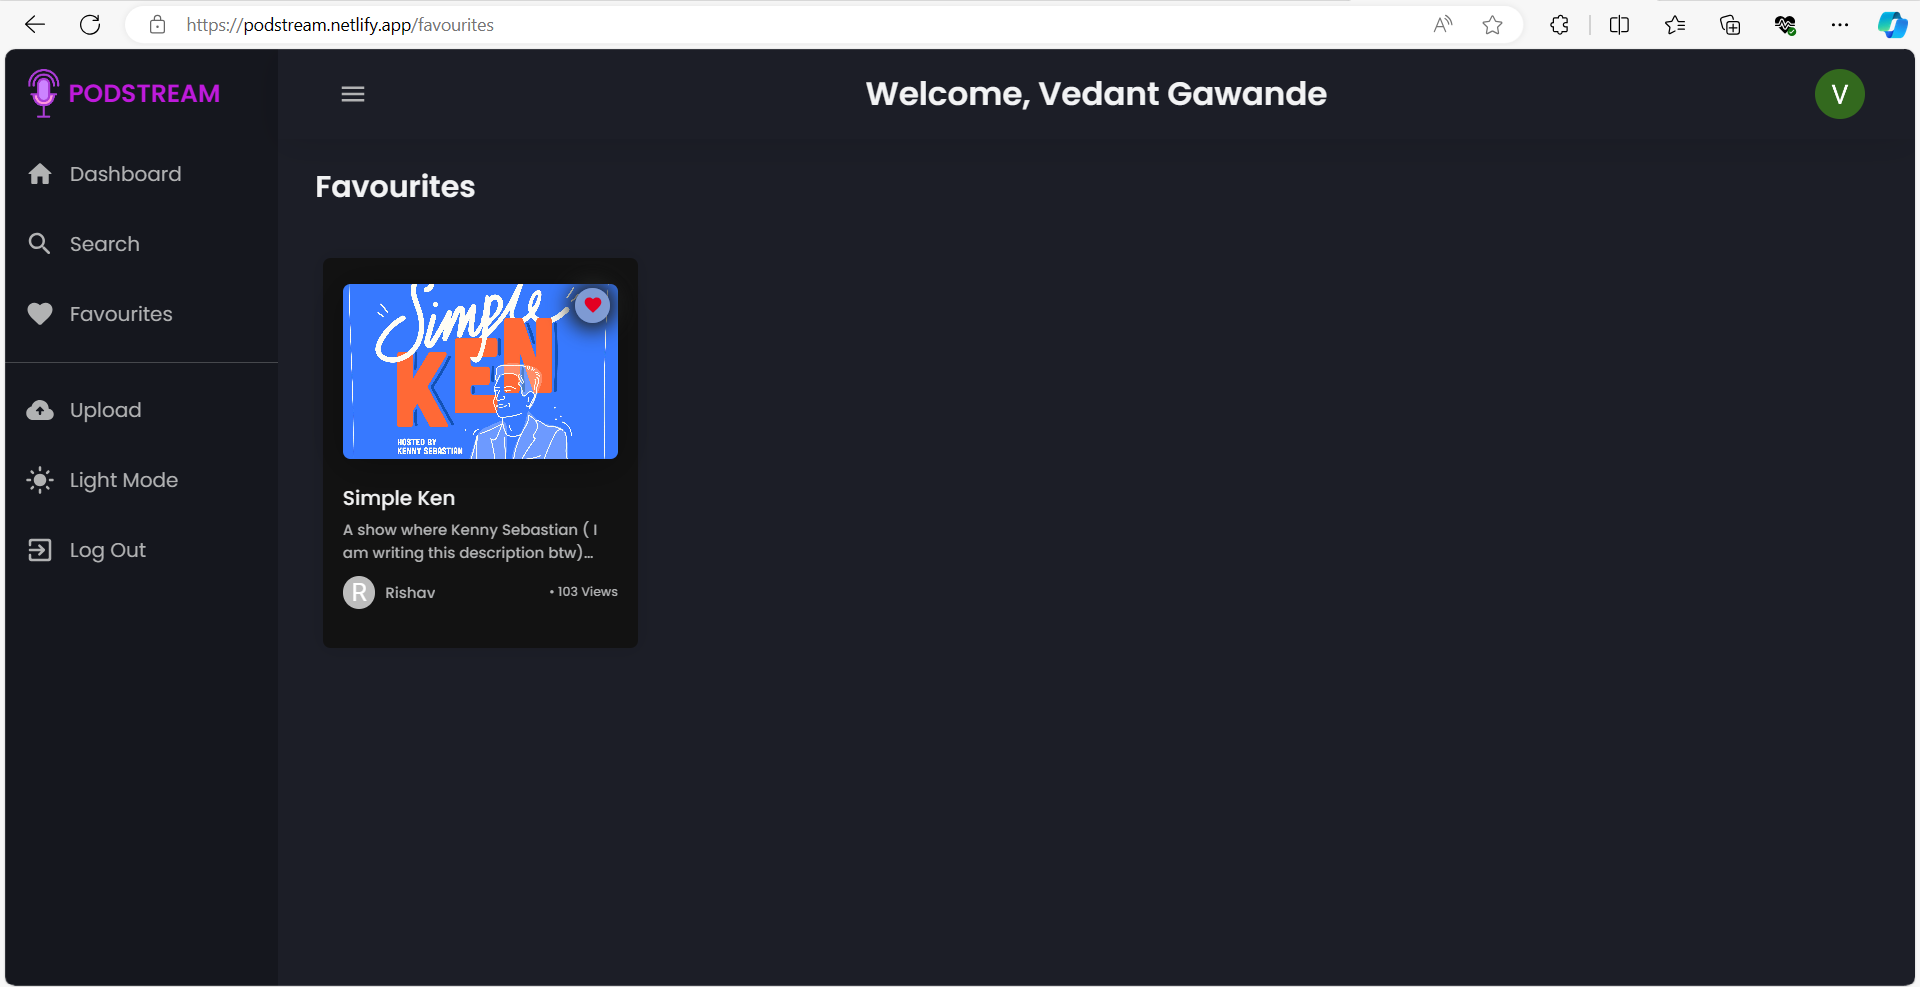 https://podstream.netlify.app/favourites
PODSTREAM
Welcome, Vedant Gawande
V
Dashboard
Search
Favourites
Upload
Light Mode
Log Out
Favourites
Simple
KEN
HOSTED BY
KENNY SEBASTIAN
Simple Ken
A show where Kenny Sebastian ( I
am writing this description btw)...
R
Rishav
• 103 Views